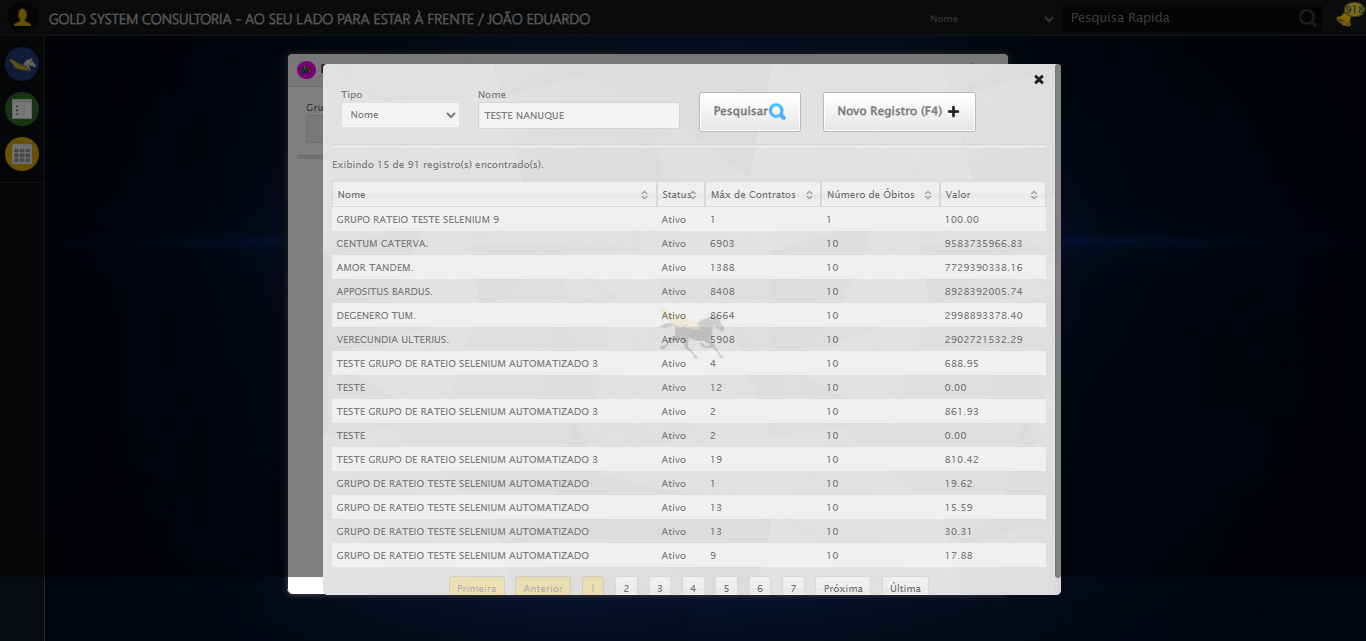 GOLD SYSTEM CONSULTORIA - AO SEU LADO PARA ESTAR À FRENTE / JOÃO EDUARDO
Nome
Pesquisa Rapida
918
Gru
Tipo
Nome
Nome
TESTE NANUQUE
Pesquisar
Novo Registro (F4)
Exibindo 15 de 91 registro(s) encontrado(s).
Nome Status Máx de Contratos Número de Óbitos Valor
GRUPO RATEIO TESTE SELENIUM 9 Ativo 1 1 100.00
CENTUM CATERVA. Ativo 6903 10 9583735966.83
AMOR TANDEM. Ativo 1388 10 7729390338.16
APPOSITUS BARDUS. Ativo 8408 10 8928392005.74
DEGENERO TUM. Ativo 8664 10 2998893378.40
VERECUNDIA ULTERIUS. Ativo 5908 10 2902721532.29
TESTE GRUPO DE RATEIO SELENIUM AUTOMATIZADO 3 Ativo 4 10 688.95
TESTE Ativo 12 10 0.00
TESTE GRUPO DE RATEIO SELENIUM AUTOMATIZADO 3 Ativo 2 10 861.93
TESTE Ativo 2 10 0.00
TESTE GRUPO DE RATEIO SELENIUM AUTOMATIZADO 3 Ativo 19 10 810.42
GRUPO DE RATEIO TESTE SELENIUM AUTOMATIZADO Ativo 1 10 19.62
GRUPO DE RATEIO TESTE SELENIUM AUTOMATIZADO Ativo 13 10 15.59
GRUPO DE RATEIO TESTE SELENIUM AUTOMATIZADO Ativo 13 10 30.31
GRUPO DE RATEIO TESTE SELENIUM AUTOMATIZADO Ativo 9 10 17.88
Primeira Anterior 1 2 3 4 5 6 7 Próxima Última